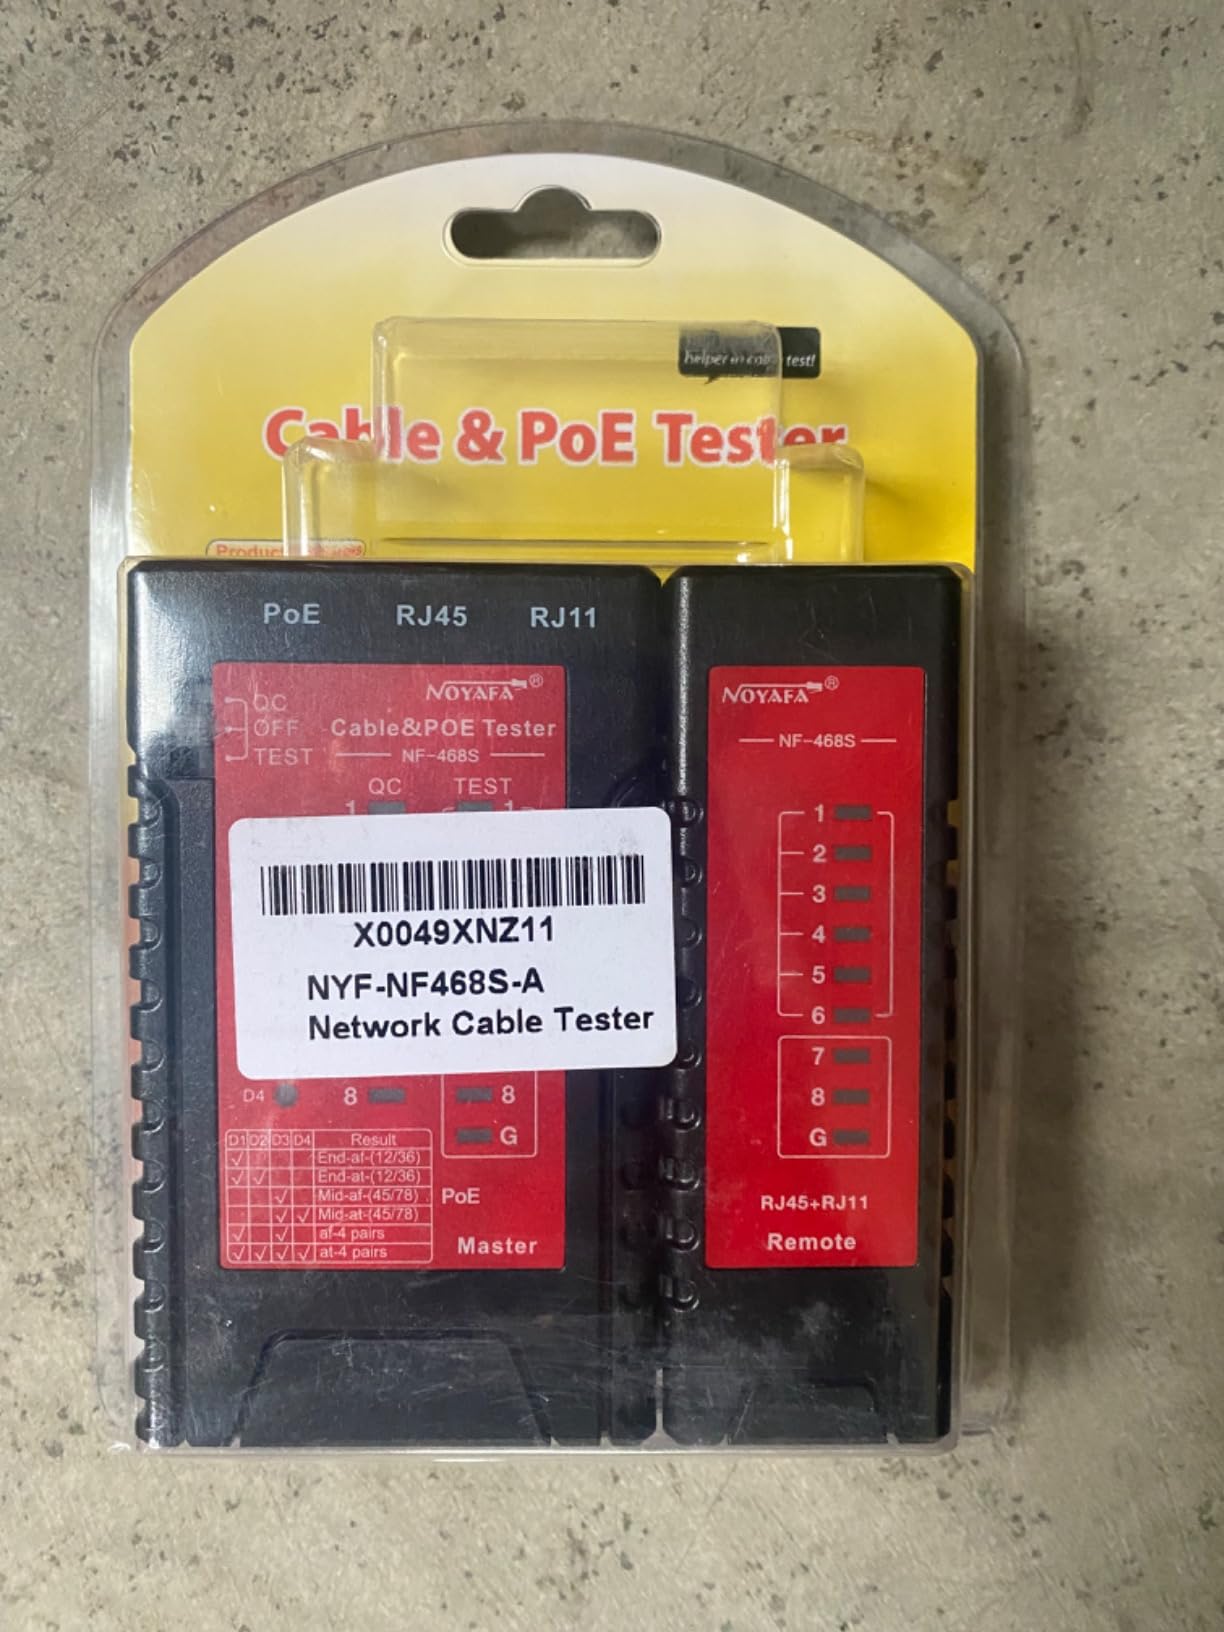 helper in cable test!
Cable & PoE Tester
Product
PoE RJ45 RJ11
NOYAFA®
QC
OFF
TEST
Cable&POE Tester
NF-468S
QC TEST
1 1
X0049XNZ11
NYF-NF468S-A
Network Cable Tester
D4 8 8
G
D1 D2 D3 D4 Result
✓ End-af-(12/36)
✓ ✓ End-at-(12/36)
✓ Mid-af-(45/78)
✓ ✓ Mid-at-(45/78)
✓ ✓ af-4 pairs
✓ ✓ ✓ ✓ at-4 pairs
PoE
Master
NOYAFA®
NF-468S
1
2
3
4
5
6
7
8
G
RJ45+RJ11
Remote